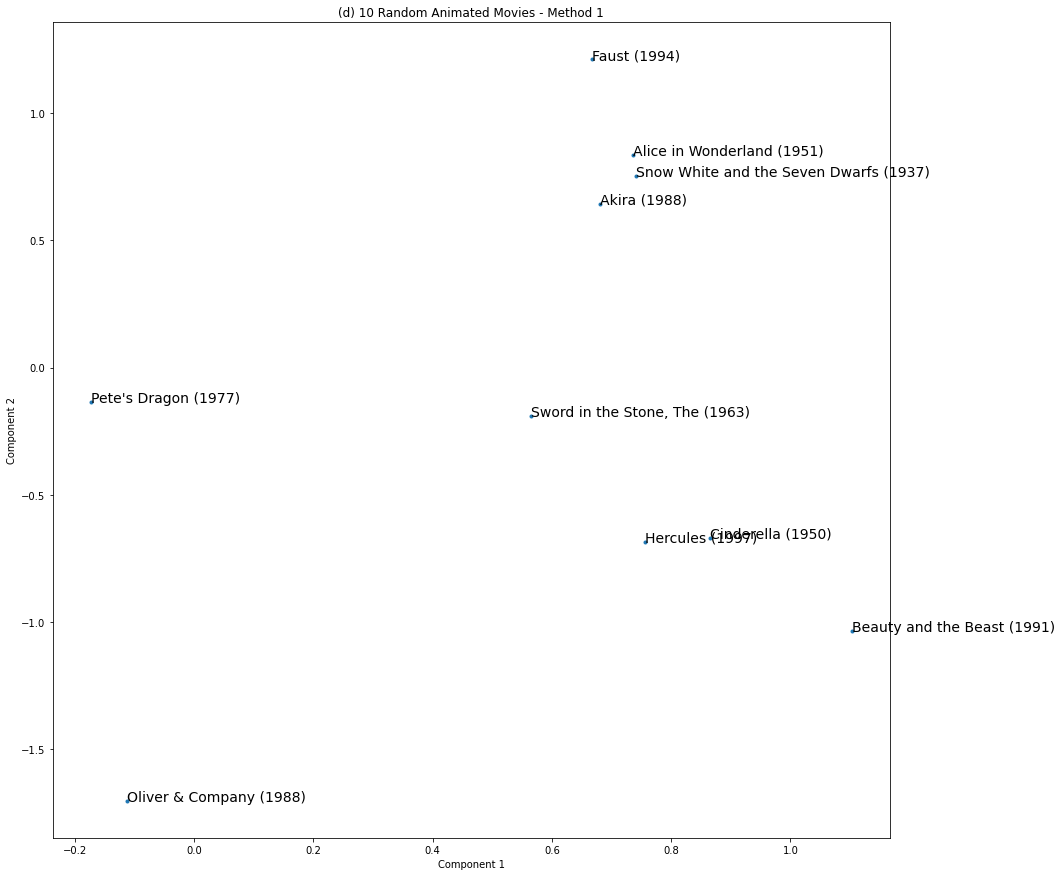 (d) 10 Random Animated Movies - Method 1
Faust (1994)
1.0
Alice in Wonderland (1951)
Snow White and the Seven Dwarfs (1937)
Akira (1988)
0.5
0.0
Pete's Dragon (1977)
Sword in the Stone, The (1963)
Component 2
−0.5
Hercules (1997)
Cinderella (1950)
−1.0
Beauty and the Beast (1991)
−1.5
Oliver & Company (1988)
−0.2 0.0 0.2 0.4 0.6 0.8 1.0
Component 1